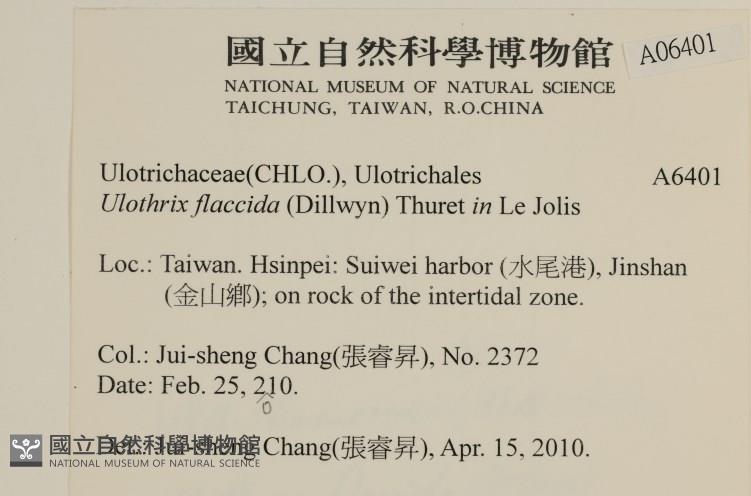 國立自然科學博物館
A06401
NATIONAL MUSEUM OF NATURAL SCIENCE
TAICHUNG, TAIWAN, R.O.CHINA
Ulotrichaceae(CHLO.), Ulotrichales A6401
Ulothrix flaccida (Dillwyn) Thuret in Le Jolis
Loc.: Taiwan. Hsinpei: Suiwei harbor (水尾港), Jinshan
(金山鄉); on rock of the intertidal zone.
Col.: Jui-sheng Chang(張睿昇), No. 2372
Date: Feb. 25, 210.
0
Det.: Jui-sheng Chang(張睿昇), Apr. 15, 2010.
國立自然科學博物館
NATIONAL MUSEUM OF NATURAL SCIENCE